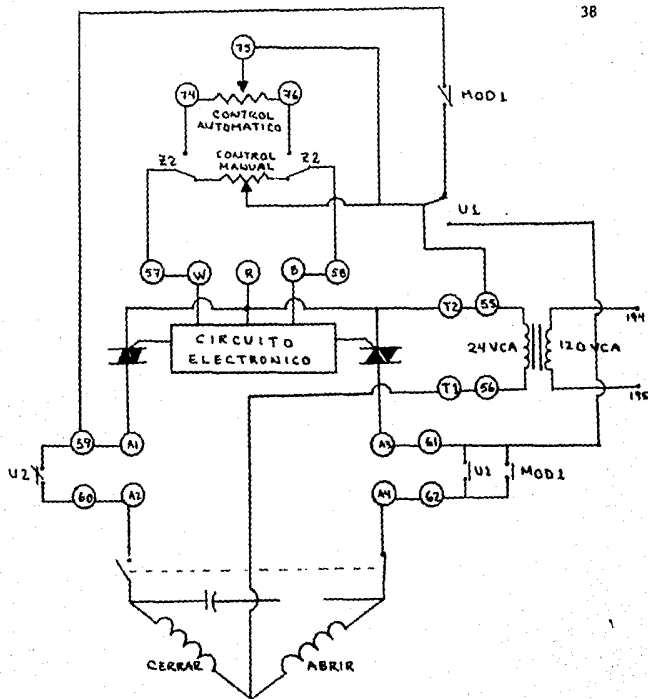 38
75
74
76
MOD1
CONTROL
AUTOMATICO
Z2
CONTROL
MANUAL
Z2
U1
57
W
R
B
58
T2
55
194
CIRCUITO
ELECTRONICO
24VCA
120VCA
T1
56
195
59
A1
A3
61
U2
U2
MOD1
60
A2
A4
62
CERRAR
ABRIR